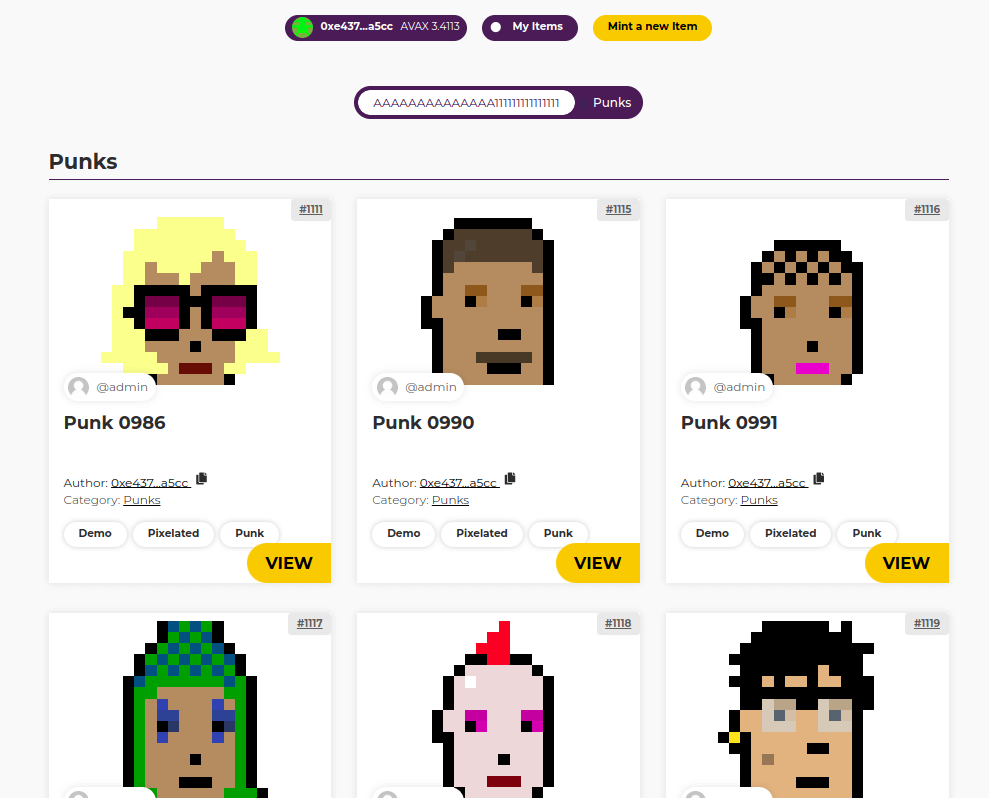 0xe437...a5cc AVAX 3.4113 My Items Mint a new Item
Punks
Punks
#1111 #1115 #1116
@admin @admin @admin
Punk 0986 Punk 0990 Punk 0991
Author: 0xe437...a5cc Author: 0xe437...a5cc Author: 0xe437...a5cc
Category: Punks Category: Punks Category: Punks
Demo Pixelated Punk Demo Pixelated Punk Demo Pixelated Punk
VIEW VIEW VIEW
#1117 #1118 #1119